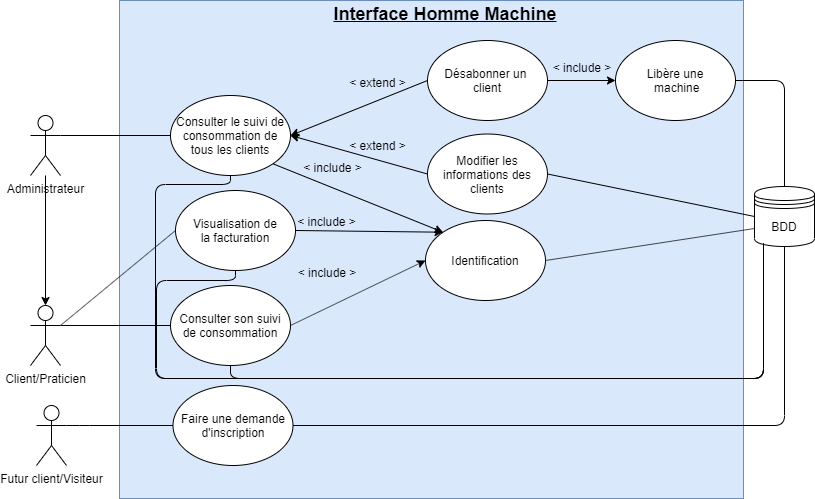 Interface Homme Machine
Désabonner un
client
< include >
Libère une
machine
< extend >
Consulter le suivi de
consommation de
tous les clients
< extend >
Modifier les
informations des
clients
< include >
Administrateur
Visualisation de
la facturation
< include >
BDD
Identification
< include >
Consulter son suivi
de consommation
Client/Praticien
Faire une demande
d'inscription
Futur client/Visiteur